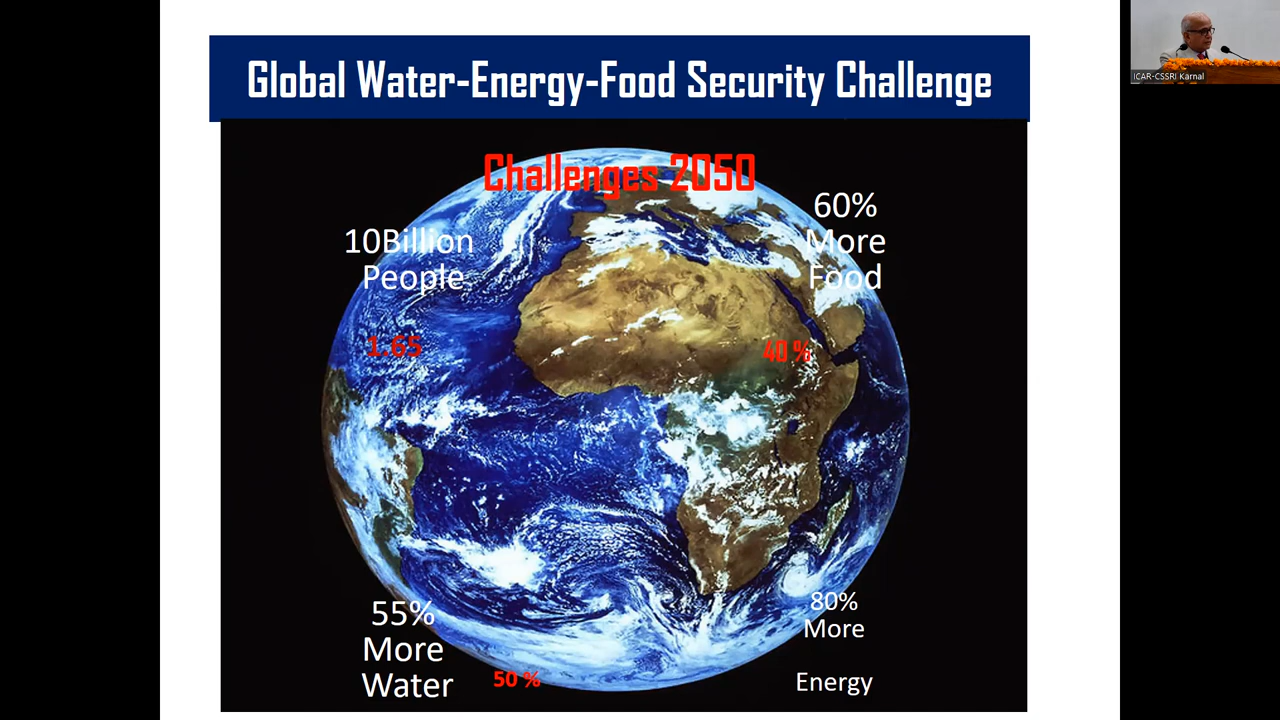 Global Water-Energy-Food Security Challenge
Challenges 2050
10Billion
People
1.65
60%
More
Food
40 %
55%
More
Water
50 %
80%
More
Energy
ICAR-CSSRI Karnal